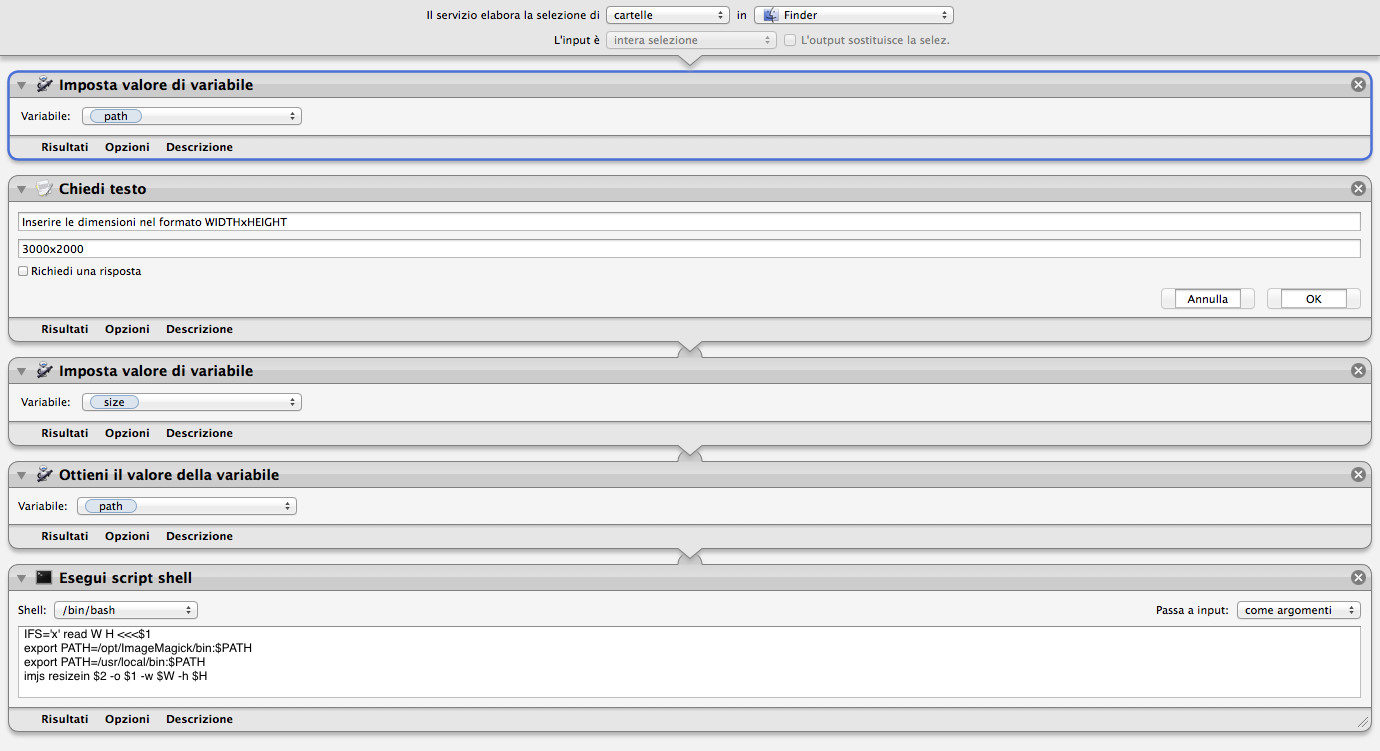 Il servizio elabora la selezione di cartelle in Finder
L'input è intera selezione L'output sostituisce la selez.
Imposta valore di variabile
Variabile: path
Risultati Opzioni Descrizione
Chiedi testo
Inserire le dimensioni nel formato WIDTHxHEIGHT
3000x2000
Richiedi una risposta
Annulla OK
Risultati Opzioni Descrizione
Imposta valore di variabile
Variabile: size
Risultati Opzioni Descrizione
Ottieni il valore della variabile
Variabile: path
Risultati Opzioni Descrizione
Esegui script shell
Shell: /bin/bash Passa a input: come argomenti
IFS='x' read W H <<<$1
export PATH=/opt/ImageMagick/bin:$PATH
export PATH=/usr/local/bin:$PATH
imjs resizein $2 -o $1 -w $W -h $H
Risultati Opzioni Descrizione